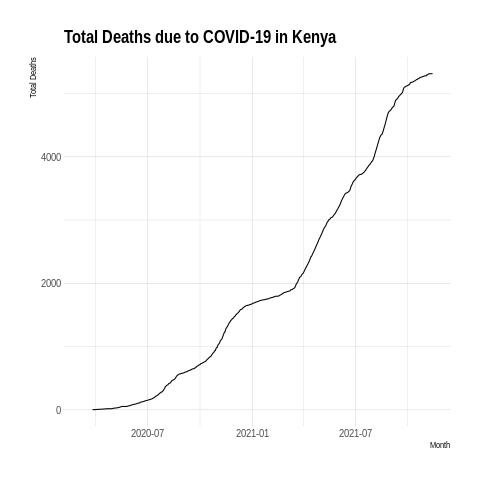 Total Deaths due to COVID-19 in Kenya
Total Deaths
4000
2000
0
2020-07
2021-01
2021-07
Month